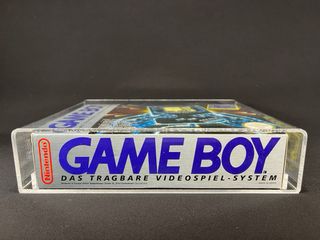 GAME BOY
Nintendo
GAME BOY
DAS TRAGBARE VIDEOSPIEL-SYSTEM